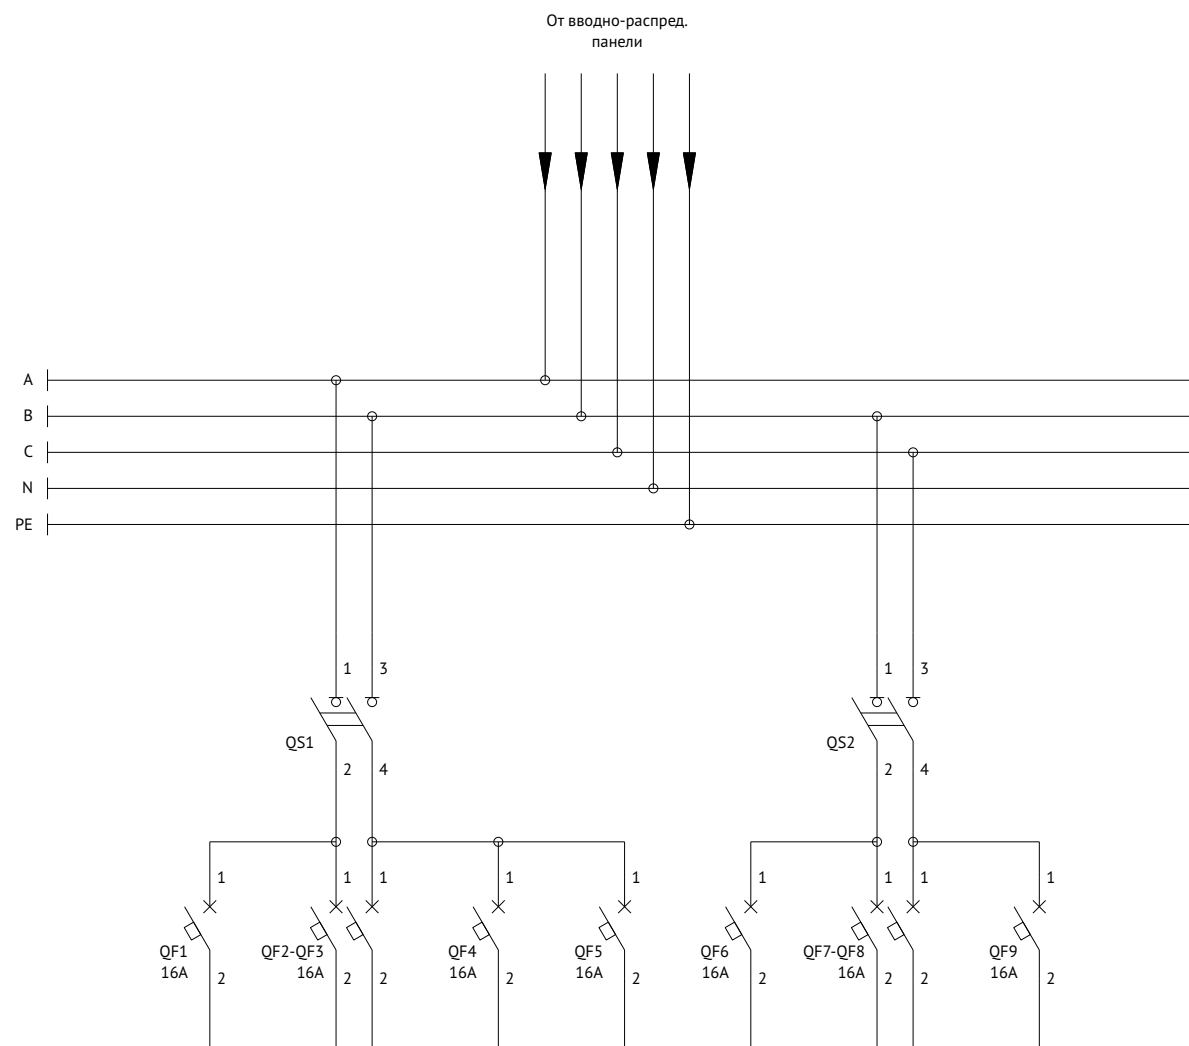 От вводно-распред.
панели
A
B
C
N
PE
1 3 1 3
QS1 QS2
2 4 2 4
1 1 1 1 1 1 1 1 1
QF1 QF2-QF3 QF4 QF5 QF6 QF7-QF8 QF9
16A 16A 16A 16A 16A 16A 16A
2 2 2 2 2 2 2 2 2